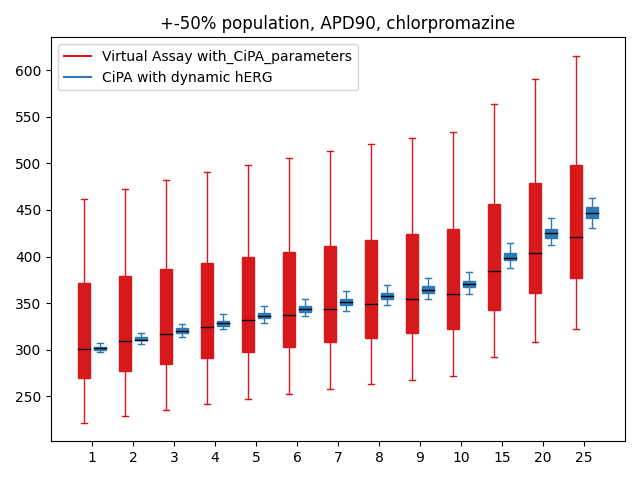 +-50% population, APD90, chlorpromazine
Virtual Assay with_CiPA_parameters
CiPA with dynamic hERG
600
550
500
450
400
350
300
250
1 2 3 4 5 6 7 8 9 10 15 20 25